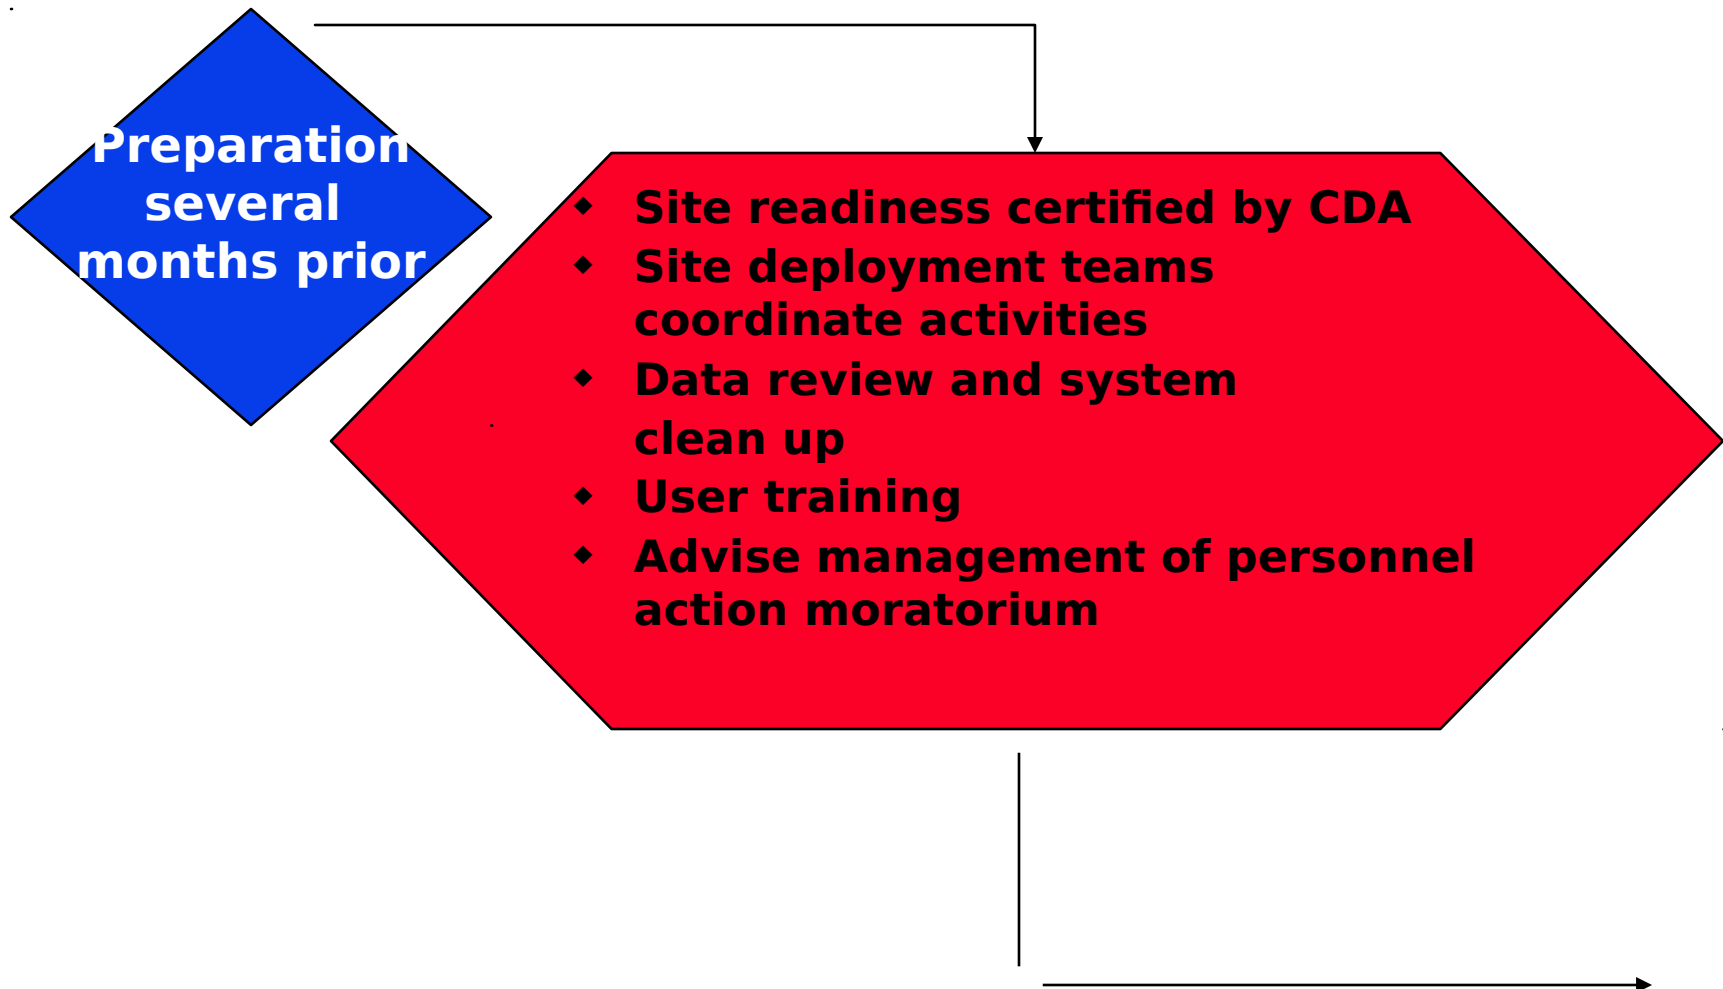 Preparation
several
months prior
◆ Site readiness certified by CDA
◆ Site deployment teams
coordinate activities
◆ Data review and system
clean up
◆ User training
◆ Advise management of personnel
action moratorium